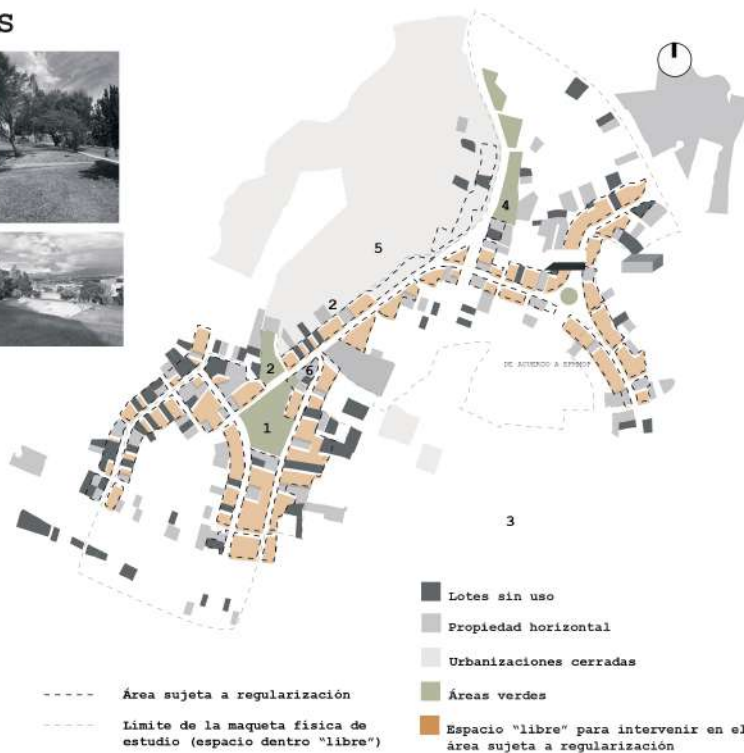 S
4
5
2
DE ACUERDO A EPMMOP
2
6
1
3
Lotes sin uso
Propiedad horizontal
Urbanizaciones cerradas
Áreas verdes
Espacio "libre" para intervenir en el
área sujeta a regularización
Área sujeta a regularización
Límite de la maqueta física de
estudio (espacio dentro "libre")